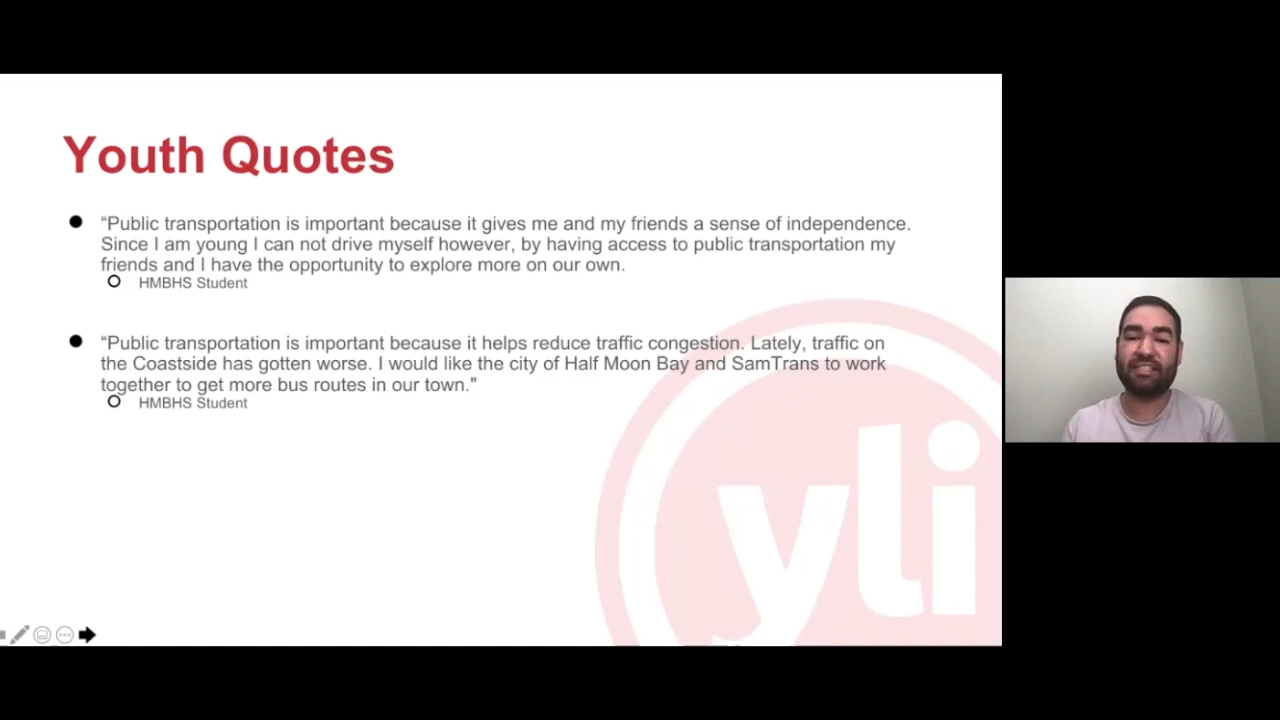 Youth Quotes
“Public transportation is important because it gives me and my friends a sense of independence.
Since I am young I can not drive myself however, by having access to public transportation my
friends and I have the opportunity to explore more on our own.
HMBHS Student
“Public transportation is important because it helps reduce traffic congestion. Lately, traffic on
the Coastside has gotten worse. I would like the city of Half Moon Bay and SamTrans to work
together to get more bus routes in our town."
HMBHS Student
yli